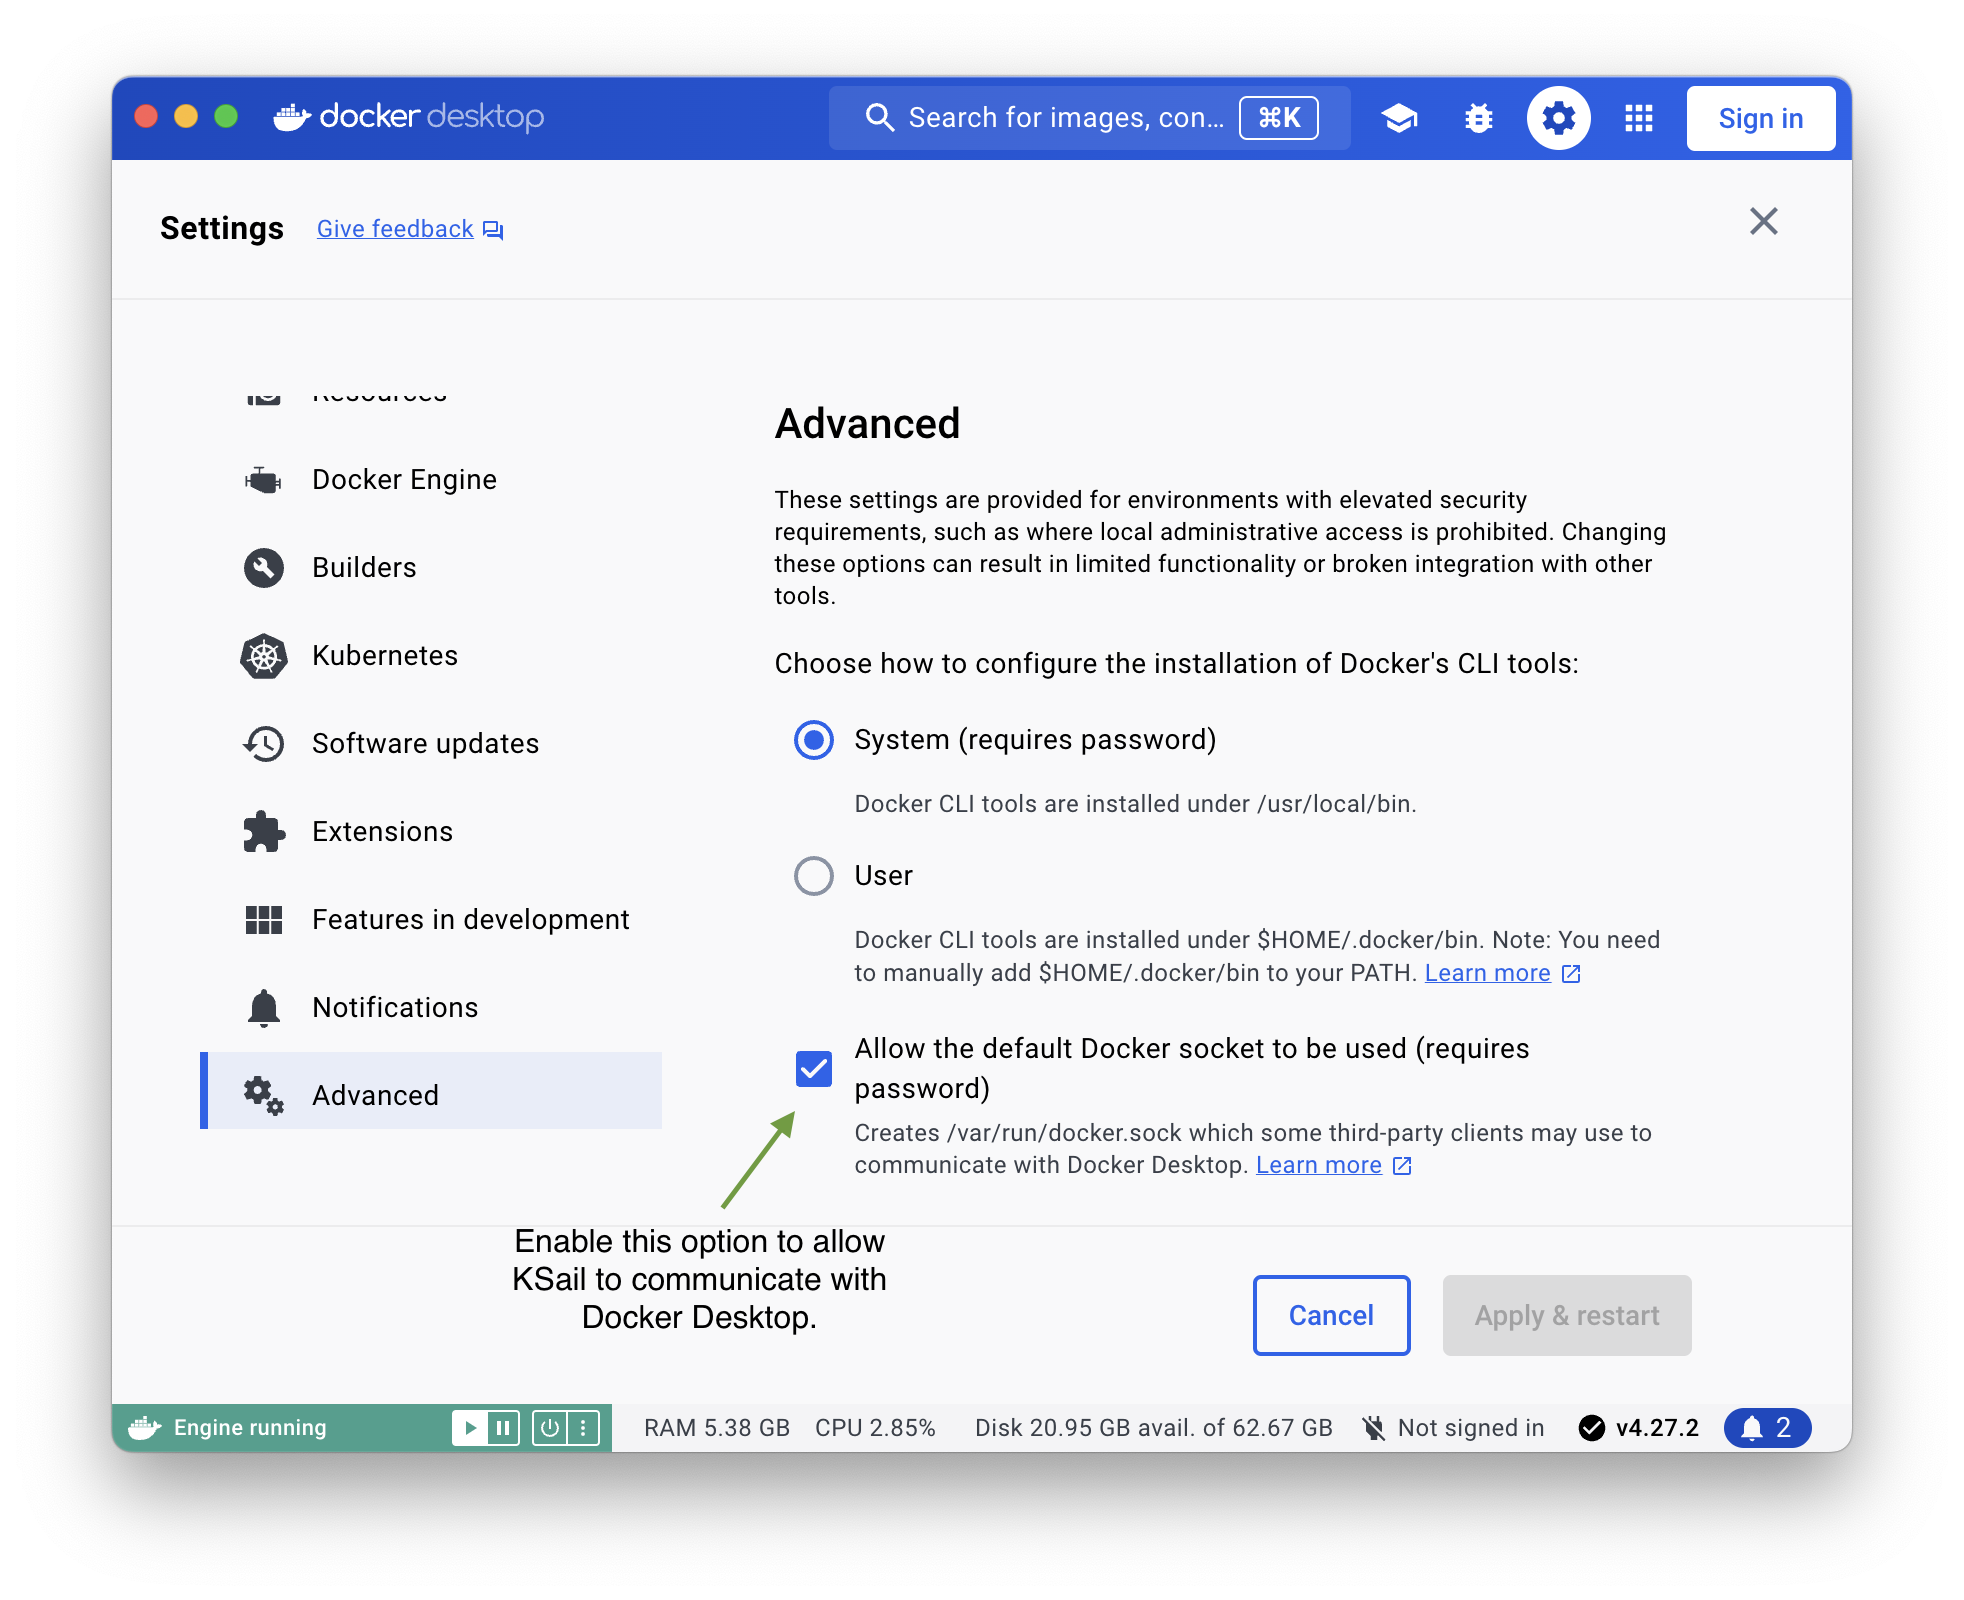 docker desktop
Search for images, con... ⌘K
Sign in
Settings
Give feedback
Resources
Docker Engine
Builders
Kubernetes
Software updates
Extensions
Features in development
Notifications
Advanced
Advanced
These settings are provided for environments with elevated security
requirements, such as where local administrative access is prohibited. Changing
these options can result in limited functionality or broken integration with other
tools.
Choose how to configure the installation of Docker's CLI tools:
System (requires password)
Docker CLI tools are installed under /usr/local/bin.
User
Docker CLI tools are installed under $HOME/.docker/bin. Note: You need
to manually add $HOME/.docker/bin to your PATH. Learn more
Allow the default Docker socket to be used (requires
password)
Creates /var/run/docker.sock which some third-party clients may use to
communicate with Docker Desktop. Learn more
Enable this option to allow
KSail to communicate with
Docker Desktop.
Cancel
Apply & restart
Engine running
RAM 5.38 GB CPU 2.85% Disk 20.95 GB avail. of 62.67 GB Not signed in v4.27.2 2